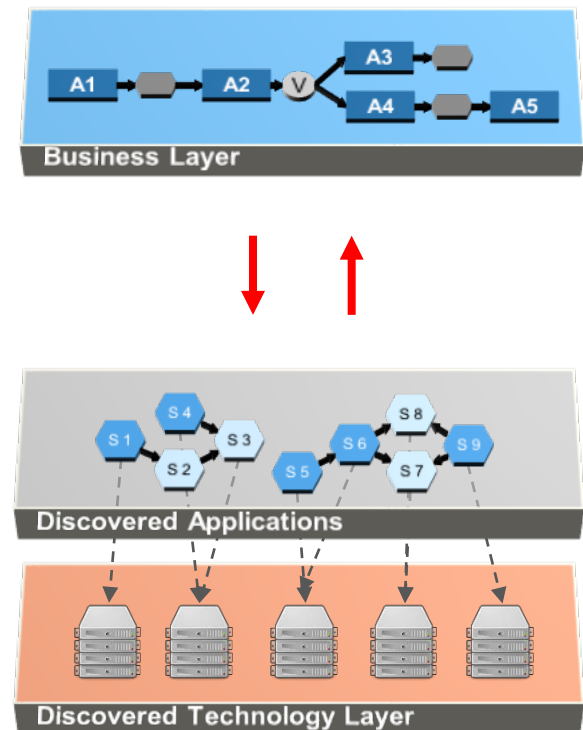 A1
A2
V
A3
A4
A5
Business Layer
S 1
S 4
S 2
S 3
S 5
S 6
S 8
S 7
S 9
Discovered Applications
Discovered Technology Layer